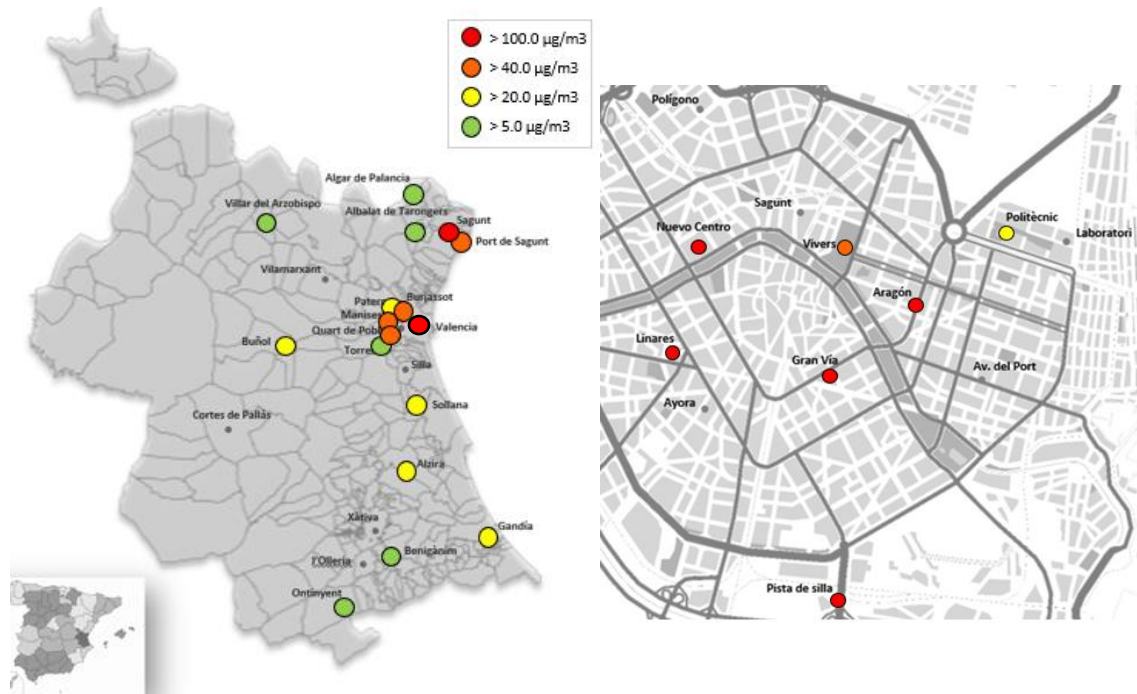 > 100.0 µg/m3
> 40.0 µg/m3
> 20.0 µg/m3
> 5.0 µg/m3
Algar de Palancia
Villar del Arzobispo
Albalat de Tarongers
Sagunt
Port de Sagunt
Vilamarxant
Burjassot
Patern
Manises
Valencia
Quart de Pob
Buñol
Torre
Silla
Sollana
Cortes de Pallás
Alzira
Xàtiva
Gandía
Benigànim
l'Olleria
Ontinyent
Polígono
Sagunt
Politècnic
Nuevo Centro
Vivers
Laboratori
Aragón
Linares
Gran Vía
Av. del Port
Ayora
Pista de silla